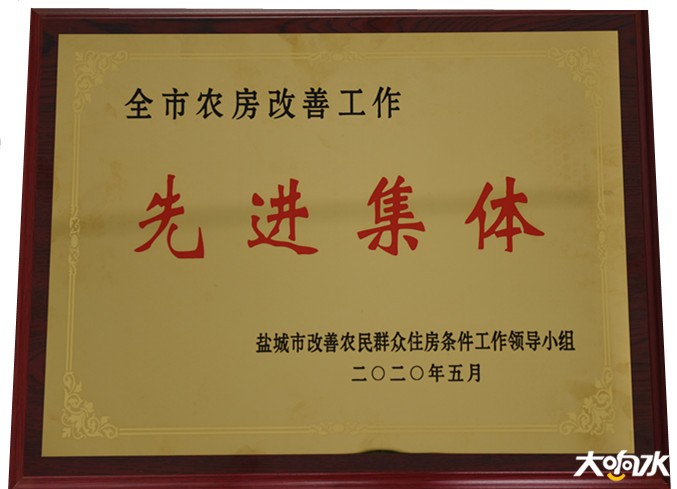 全市农房改善工作
先进集体
盐城市改善农民群众住房条件工作领导小组
二〇二〇年五月
大响水